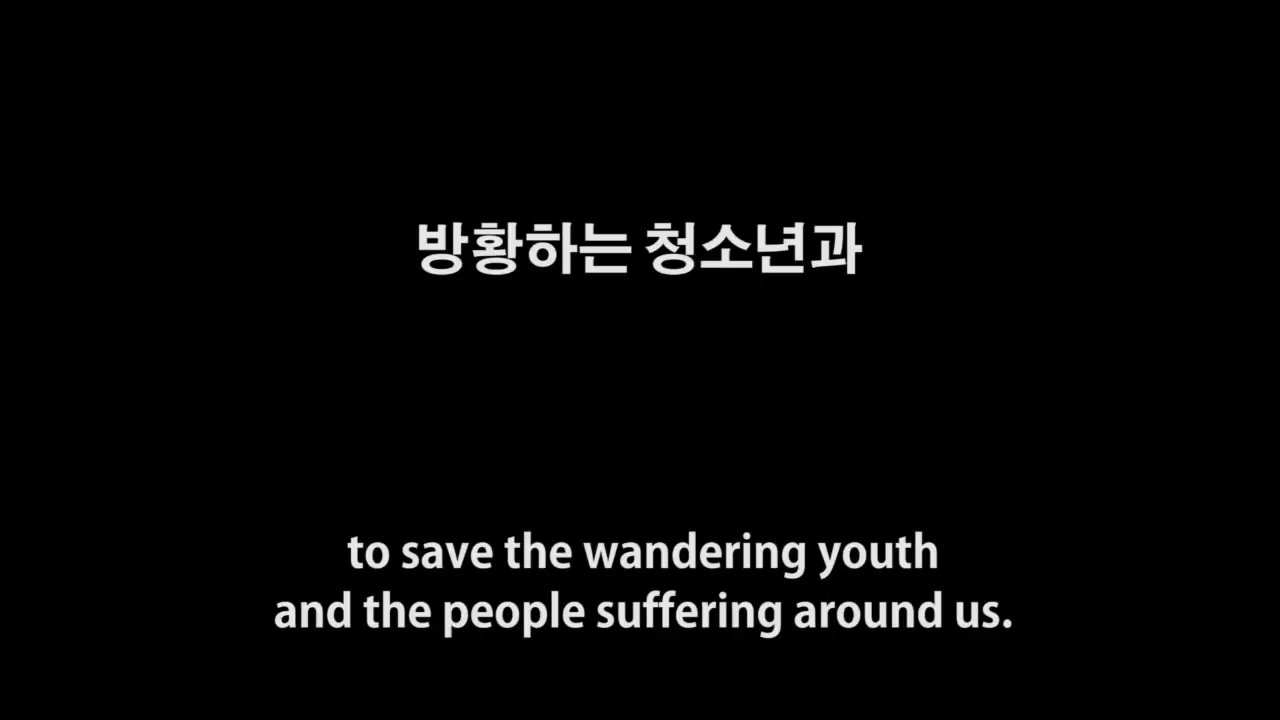 방황하는 청소년과
to save the wandering youth
and the people suffering around us.